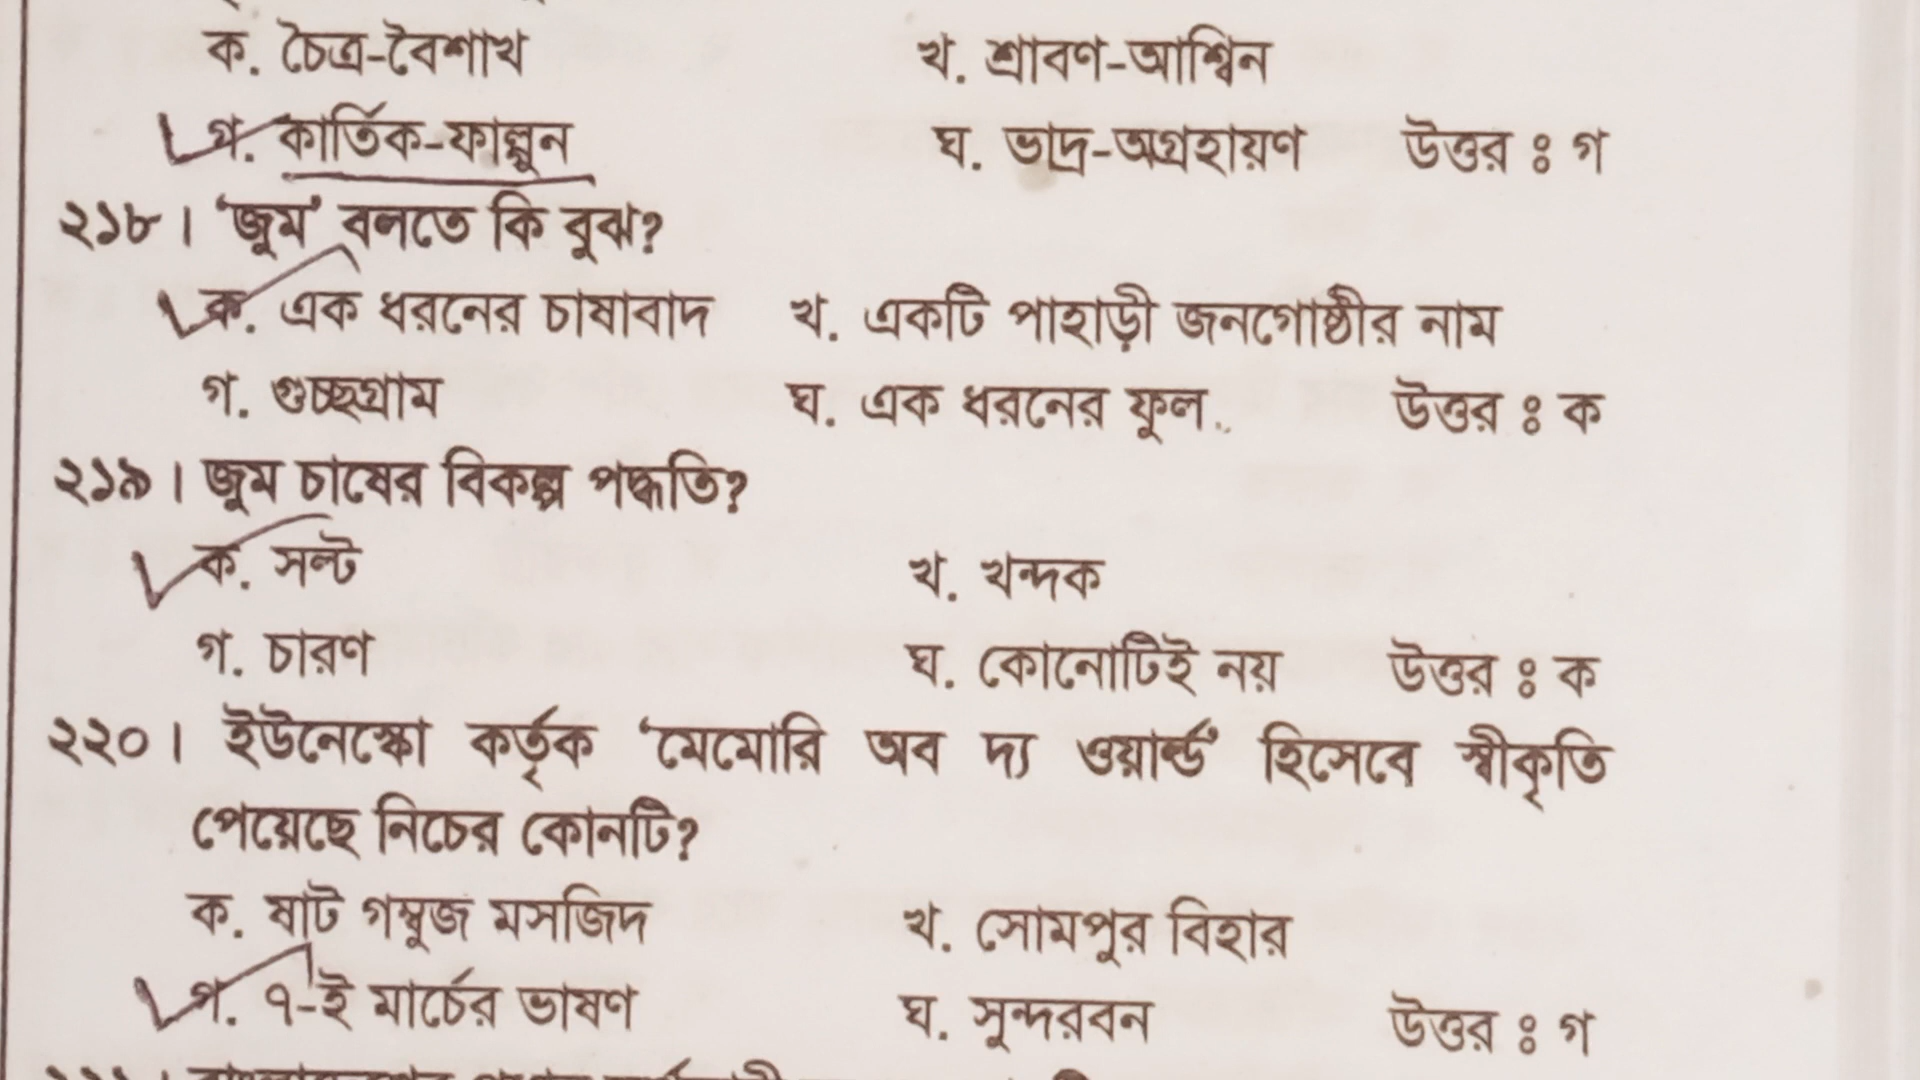 ক. চৈত্র-বৈশাখ খ. শ্রাবণ-আশ্বিন
গ. কার্তিক-ফাল্গুন ঘ. ভাদ্র-অগ্রহায়ণ উত্তর ঃ গ
২১৮। 'জুম' বলতে কি বুঝ?
ক. এক ধরনের চাষাবাদ খ. একটি পাহাড়ী জনগোষ্ঠীর নাম
গ. গুচ্ছগ্রাম ঘ. এক ধরনের ফুল উত্তর ঃ ক
২১৯। জুম চাষের বিকল্প পদ্ধতি?
ক. সল্ট খ. খন্দক
গ. চারণ ঘ. কোনোটিই নয় উত্তর ঃ ক
২২০। ইউনেস্কো কর্তৃক 'মেমোরি অব দ্য ওয়ার্ল্ড' হিসেবে স্বীকৃতি
পেয়েছে নিচের কোনটি?
ক. ষাট গম্বুজ মসজিদ খ. সোমপুর বিহার
গ. ৭-ই মার্চের ভাষণ ঘ. সুন্দরবন উত্তর ঃ গ